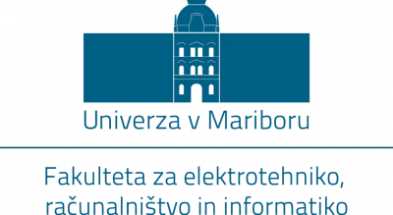 Univerza v Mariboru
Fakulteta za elektrotehniko,
računalništvo in informatiko